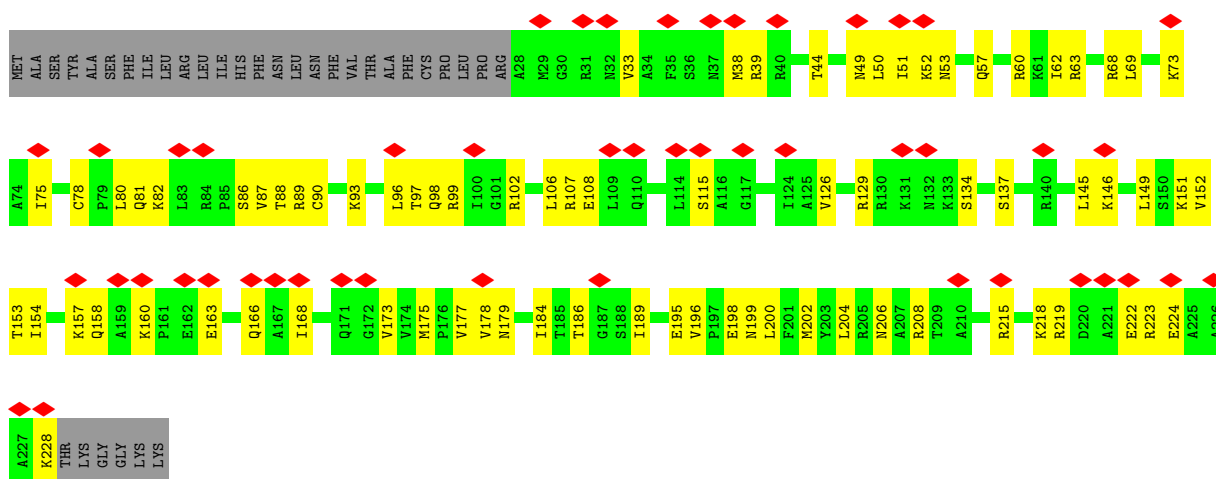 MET ALA SER TYR ALA SER PHE ILE LEU ARG LEU ILE HIS PHE ASN LEU ASN PHE VAL THR ALA PHE CYS PRO LEU PRO ARG A28 M29 G30 R31 N32 V33 A34 F35 S36 N37 M38 R39 R40 T44 N49 L50 I51 K52 N53 Q57 R60 K61 I62 R63 R68 L69 K73
A74 I75 C78 P79 L80 Q81 K82 L83 R84 P85 S86 V87 T88 R89 C90 K93 L96 T97 Q98 R99 I100 G101 R102 L106 R107 E108 L109 Q110 L114 S115 A116 G117 I124 A125 V126 R129 R130 K131 N132 K133 S134 S137 R140 L145 K146 L149 S150 K151 V152
T153 I154 K157 Q158 A159 K160 P161 E162 E163 Q166 A167 I168 Q171 G172 V173 V174 M175 P176 V177 V178 N179 I184 T185 T186 G187 S188 I189 E195 V196 P197 E198 N199 L200 F201 M202 Y203 L204 R205 N206 A207 R208 T209 A210 R215 K218 R219 D220 A221 E222 R223 E224 A225 A226
A227 K228 THR LYS GLY GLY LYS LYS